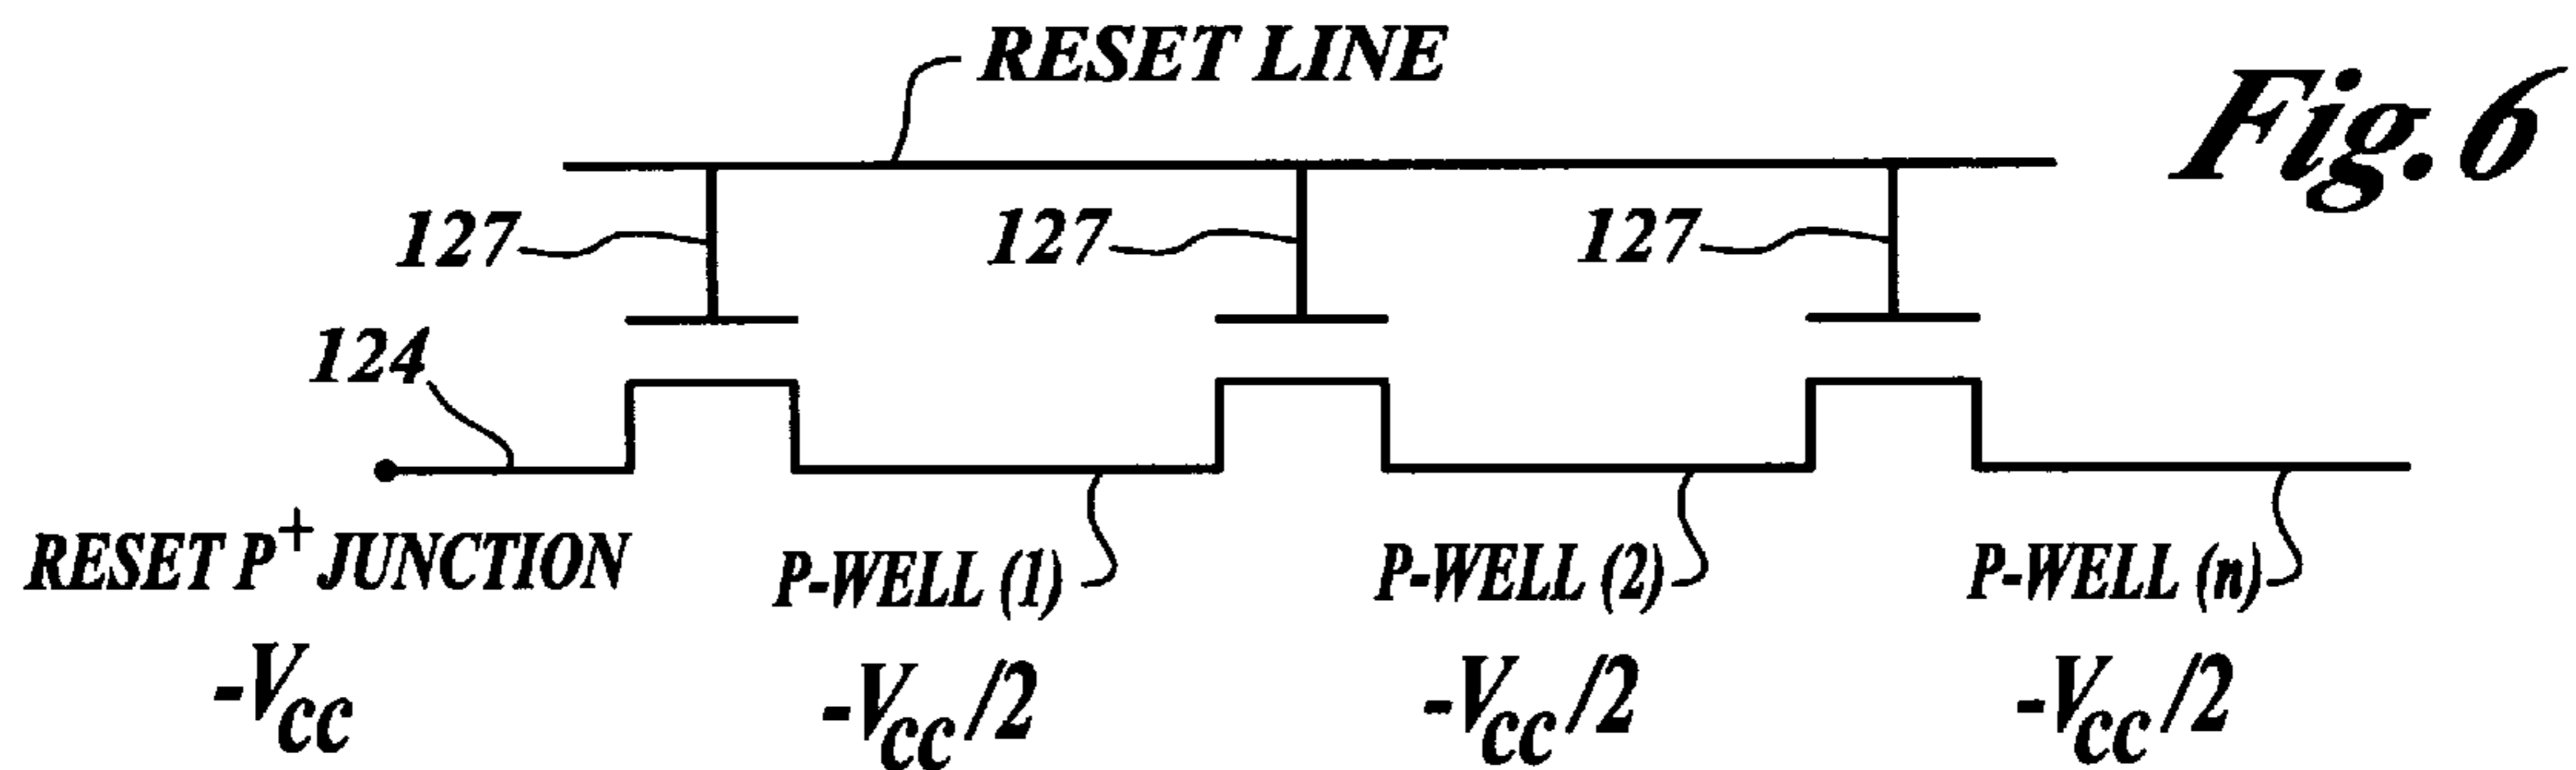 RESET LINE
Fig. 6
127
127
127
124
RESET P+ JUNCTION
P-WELL (1)
P-WELL (2)
P-WELL (n)
-VCC
-VCC/2
-VCC/2
-VCC/2